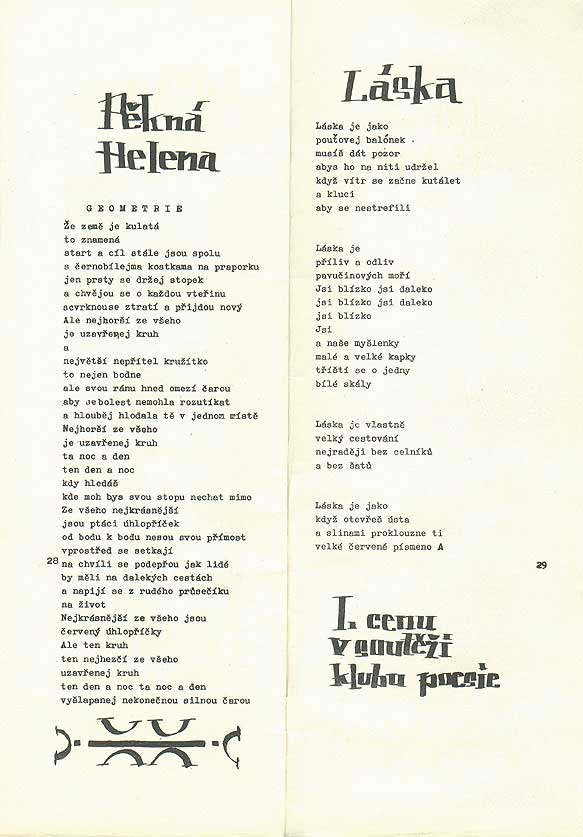 Pěkná
Helena
GEOMETRIE
Že země je kulatá
to znamená
start a cíl stále jsou spolu
s černobílejma kostkama na praporku
jen prsty se držej stopek
a chvějou se o každou vteřinu
scvrknouse ztratí a přijdou nový
Ale nejhorší ze všeho
je uzavřenej kruh
a
největší nepřítel kružítko
to nejen bodne
ale svou ránu hned omezí čarou
aby bolest nemohla rozutíkat
a hlouběj hlodala tě v jednom místě
Nejhorší ze všeho
je uzavřenej kruh
ta noc a den
ten den a noc
kdy hledáš
kde moh bys svou stopu nechat mimo
Ze všeho nejkrásnější
jsou ptáci úhlopříček
od bodu k bodu nesou svou přímost
vprostřed se setkají
28 na chvíli se podepřou jak lidé
by měli na dalekých cestách
a napijí se z rudého průsečíku
na život
Nejkrásnější ze všeho jsou
červený úhlopříčky
Ale ten kruh
ten nejhezčí ze všeho
uzavřenej kruh
ten den a noc ta noc a den
vyšlapanej nekonečnou silnou čarou
Láska
Láska je jako
pouťovej balónek
musíš dát pozor
abys ho na niti udržel
když vítr se začne kutálet
a kluci
aby se nestrefili
Láska je
příliv a odliv
pavučinových moří
Jsi blízko jsi daleko
jsi blízko jsi daleko
jsi blízko
Jsi
a naše myšlenky
malé a velké kapky
tříští se o jedny
bílé skály
Láska je vlastně
velký cestování
nejraději bez celníků
a bez šatů
Láska je jako
když otevřeš ústa
a slinami proklouzne ti
velké červené písmeno A
29
I. cenu
v soutěži
klubu poesie